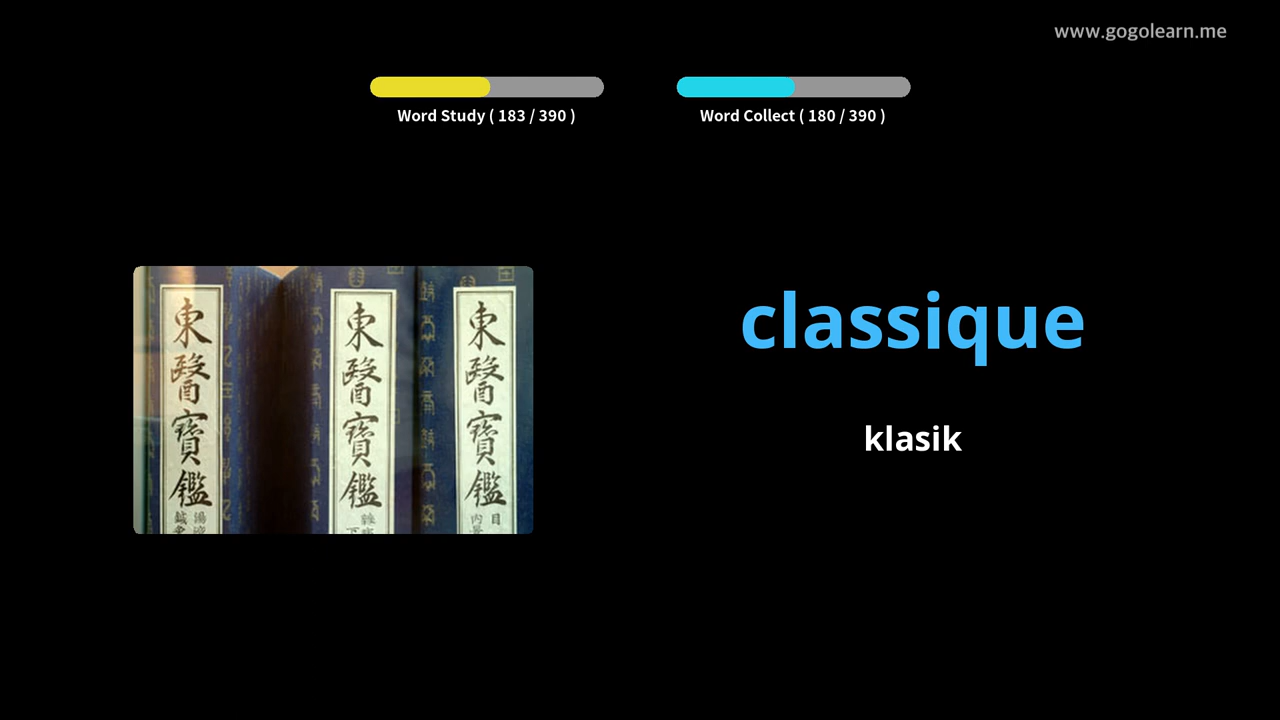 www.gogolearn.me
Word Study ( 183 / 390 )
Word Collect ( 180 / 390 )
東醫寶鑑
東醫寶鑑
東醫寶鑑
classique
klasik